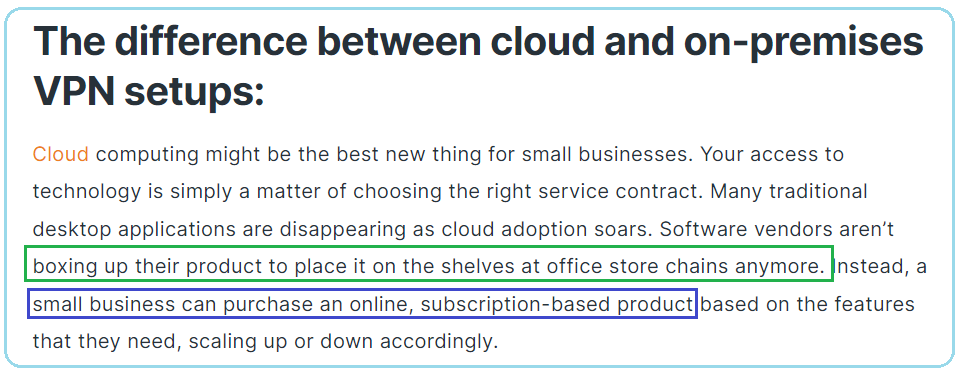 The difference between cloud and on-premises
VPN setups:
Cloud computing might be the best new thing for small businesses. Your access to
technology is simply a matter of choosing the right service contract. Many traditional
desktop applications are disappearing as cloud adoption soars. Software vendors aren’t
boxing up their product to place it on the shelves at office store chains anymore. Instead, a
small business can purchase an online, subscription-based product based on the features
that they need, scaling up or down accordingly.